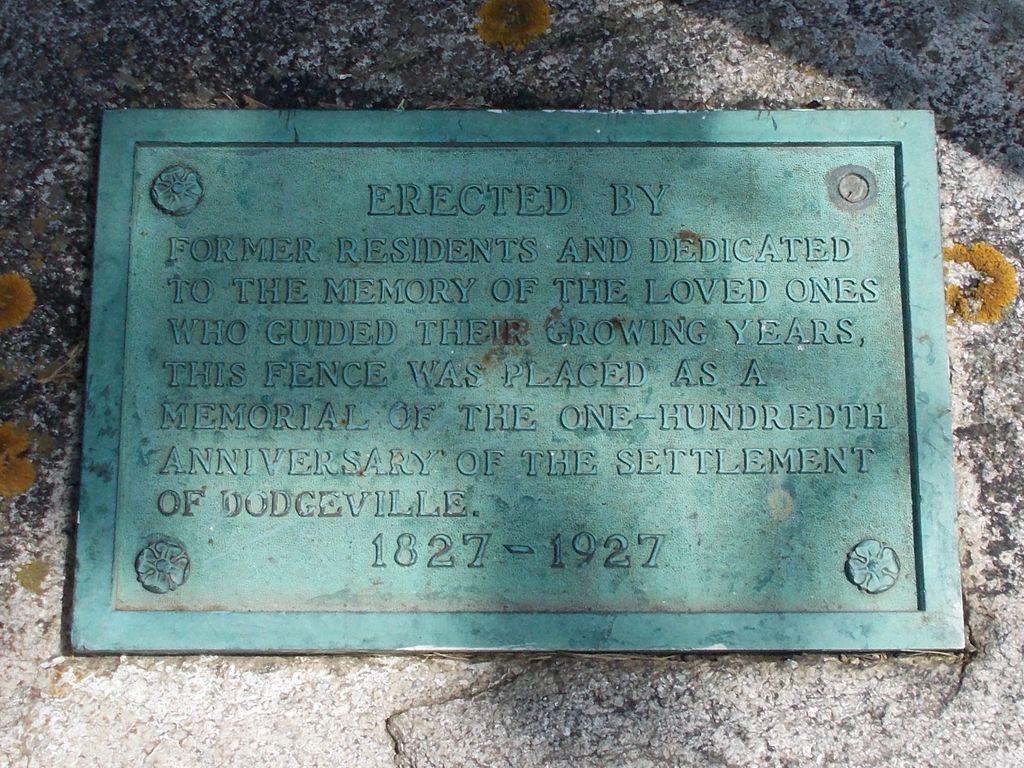 ERECTED BY
FORMER RESIDENTS AND DEDICATED
TO THE MEMORY OF THE LOVED ONES
WHO GUIDED THEIR GROWING YEARS,
THIS FENCE WAS PLACED AS A
MEMORIAL OF THE ONE-HUNDREDTH
ANNIVERSARY OF THE SETTLEMENT
OF DODGEVILLE.
1827-1927